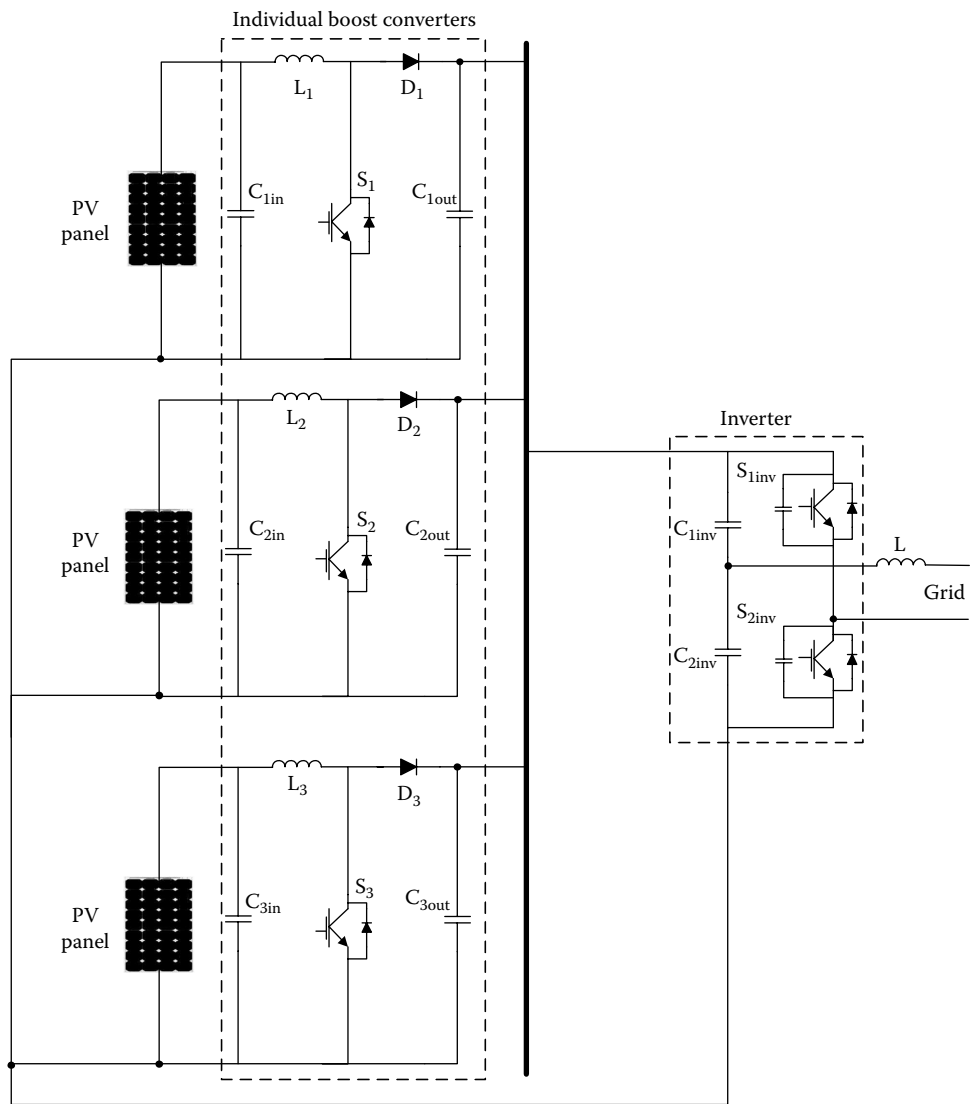 Individual boost converters
L1
D1
PV
panel
C1in
S1
C1out
L2
D2
PV
panel
C2in
S2
C2out
L3
D3
PV
panel
C3in
S3
C3out
Inverter
S1inv
C1inv
L
Grid
S2inv
C2inv